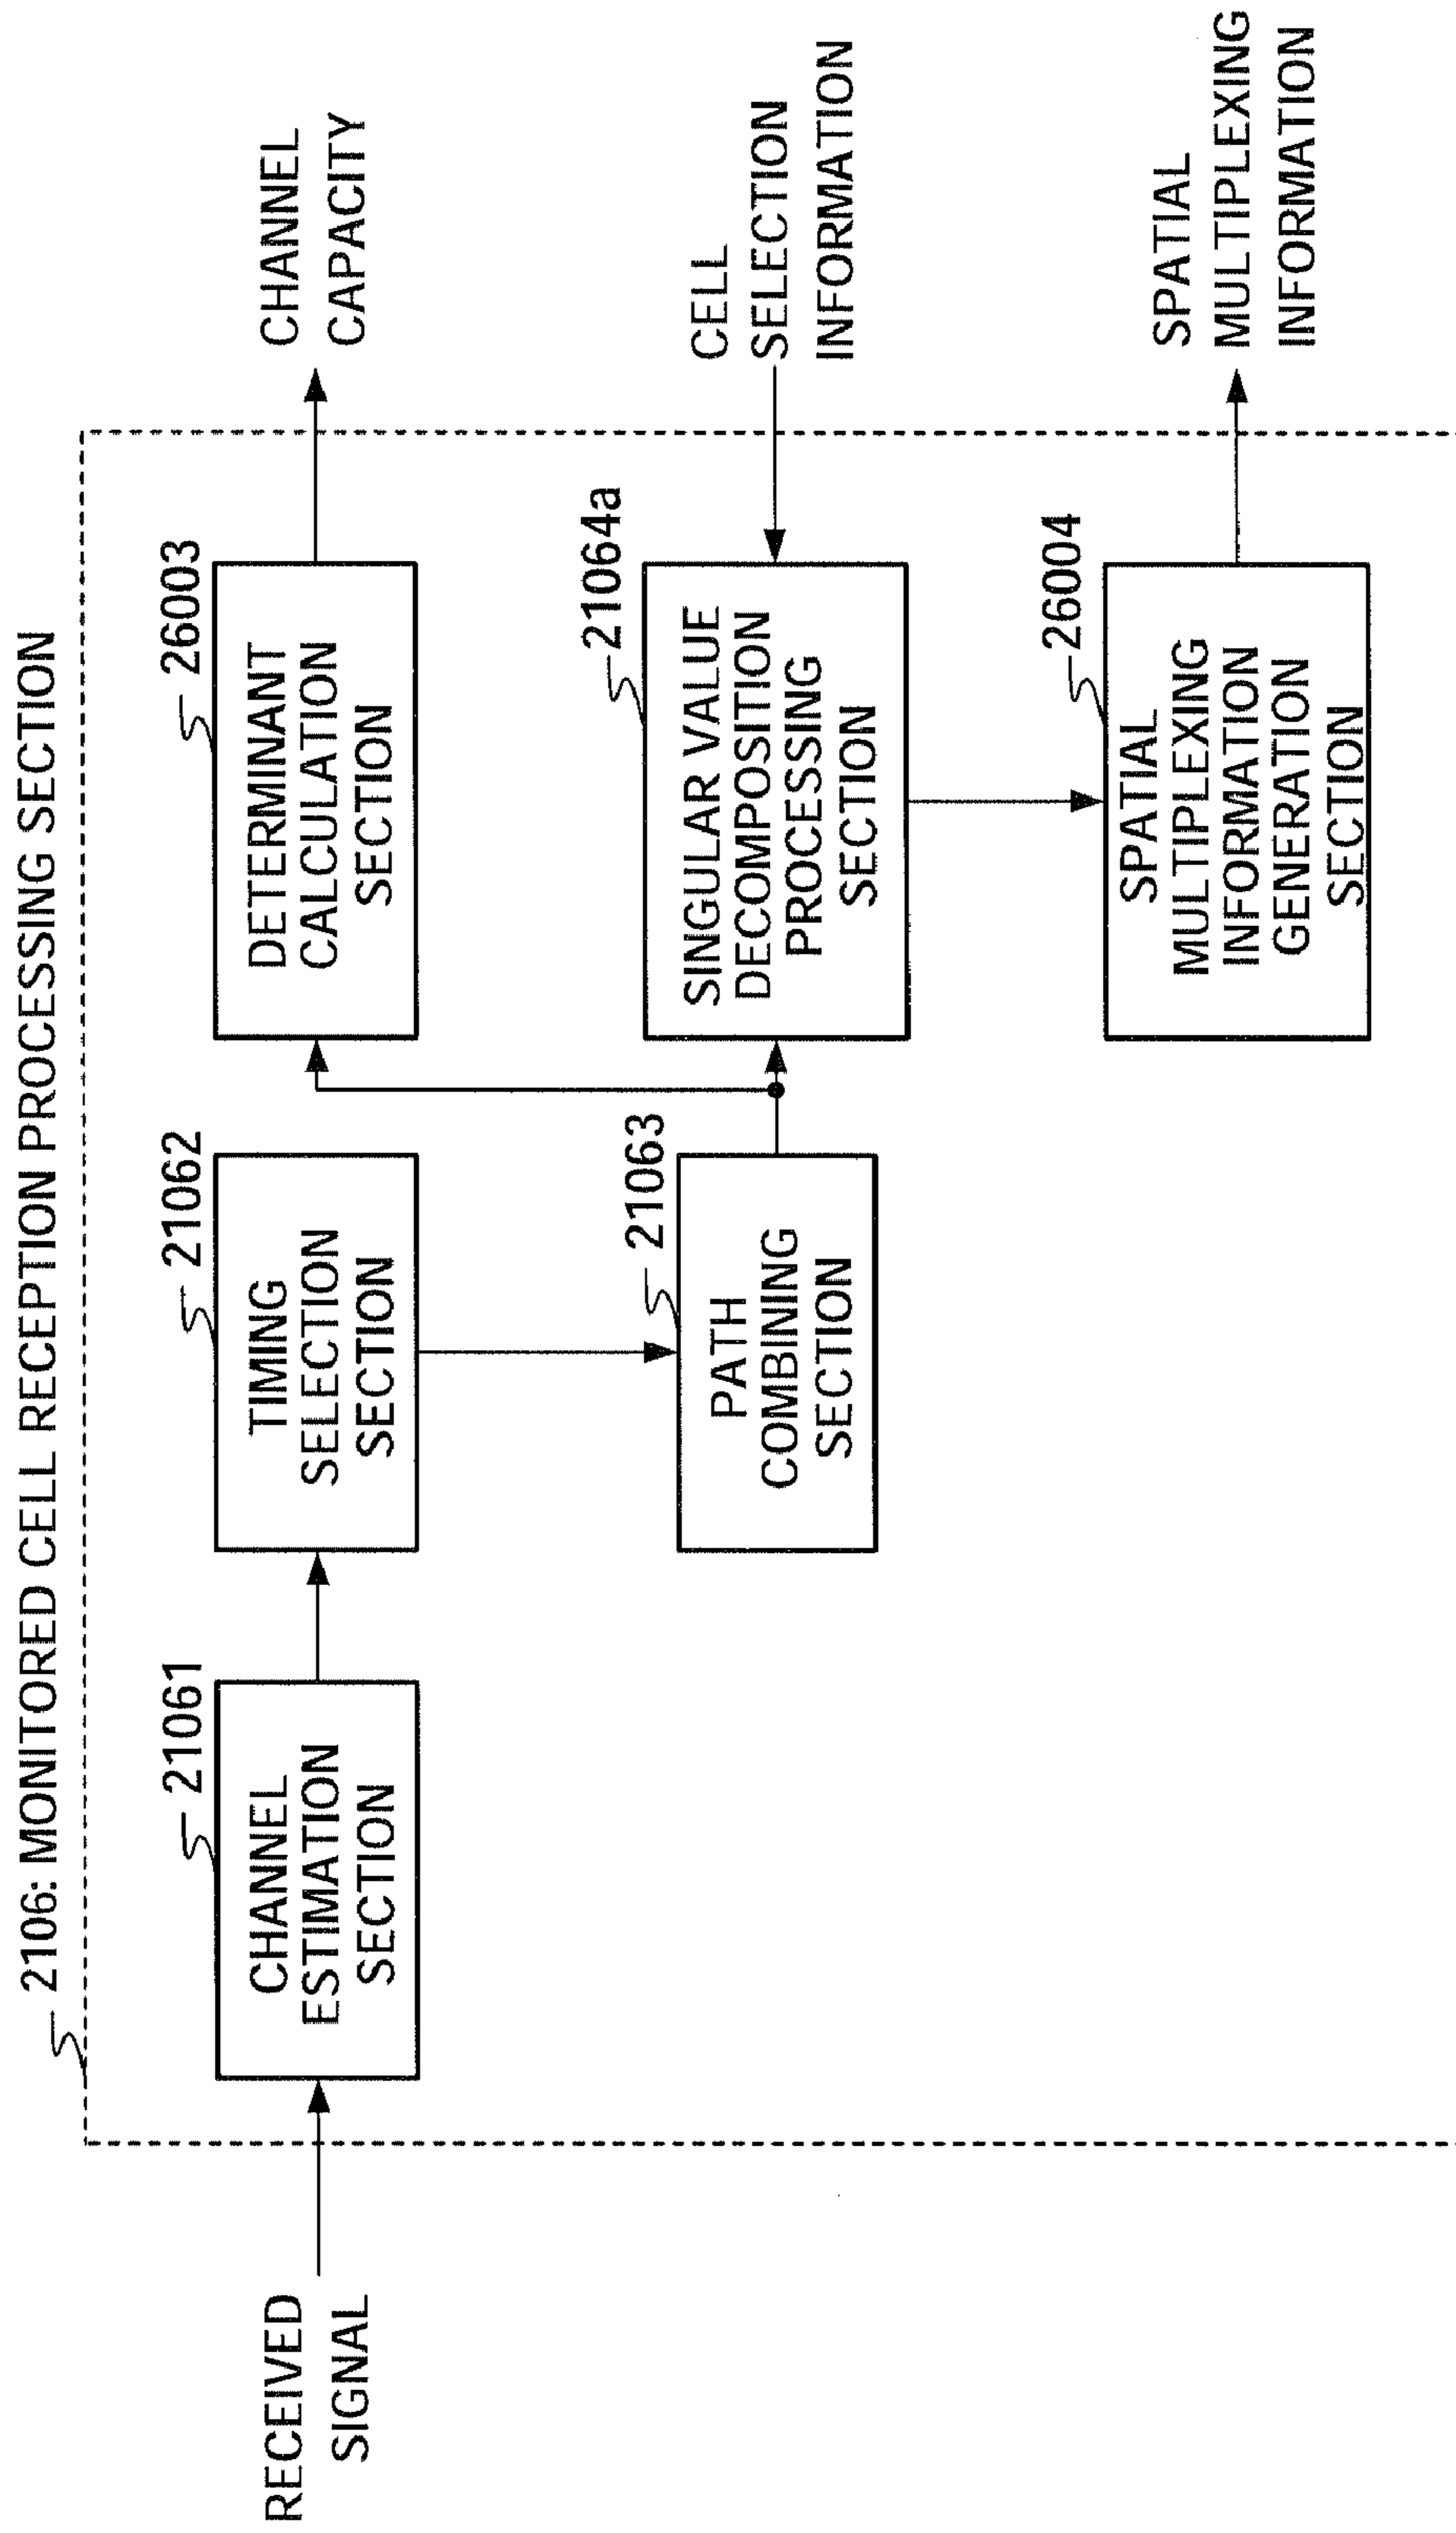 2106: MONITORED CELL RECEPTION PROCESSING SECTION
RECEIVED
SIGNAL
21061
CHANNEL
ESTIMATION
SECTION
21062
TIMING
SELECTION
SECTION
26003
DETERMINANT
CALCULATION
SECTION
CHANNEL
CAPACITY
21063
PATH
COMBINING
SECTION
21064a
SINGULAR VALUE
DECOMPOSITION
PROCESSING
SECTION
CELL
SELECTION
INFORMATION
26004
SPATIAL
MULTIPLEXING
INFORMATION
GENERATION
SECTION
SPATIAL
MULTIPLEXING
INFORMATION